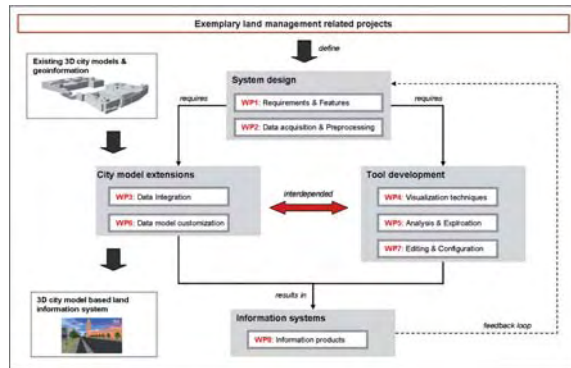 Exemplary land management related projects
define
Existing 3D city models &
geoinformation
System design
requires
WP1: Requirements & Features
requires
WP2: Data acquisition & Preprocessing
City model extensions
Tool development
WP3: Data Integration
interdepended
WP4: Visualization techniques
WP6: Data model customization
WP5: Analysis & Exploration
WP7: Editing & Configuration
3D city model based land
information system
results in
Information systems
feedback loop
WP8: Information products